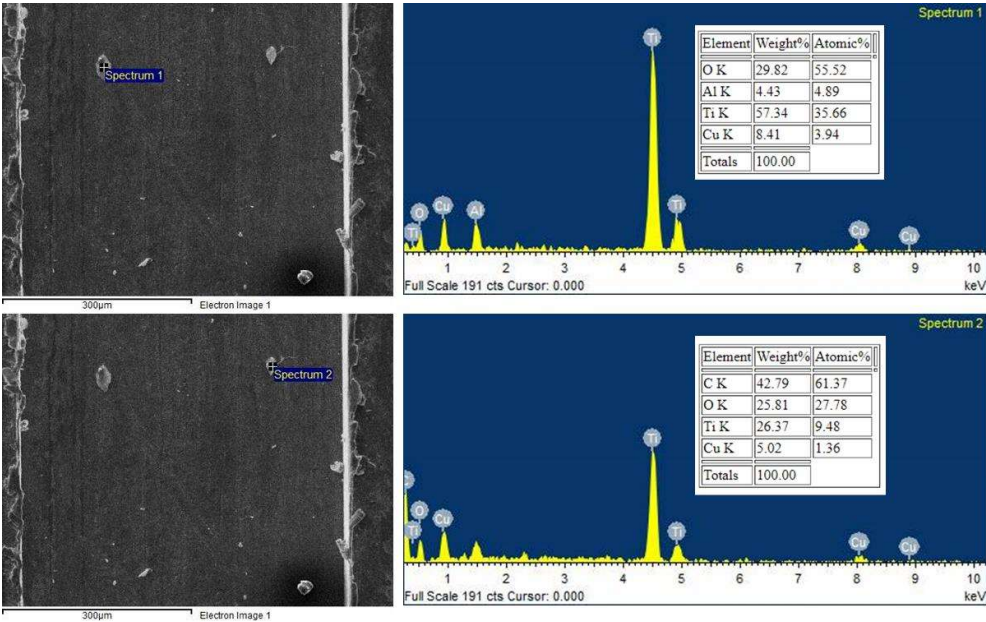 Spectrum 1
Spectrum 1
Ti
O
Ti
Cu
Al
Ti
Cu
Cu
Element Weight% Atomic%
O K 29.82 55.52
Al K 4.43 4.89
Ti K 57.34 35.66
Cu K 8.41 3.94
Totals 100.00
1 2 3 4 5 6 7 8 9 10
Full Scale 191 cts Cursor: 0.000 keV
300µm Electron Image 1
Spectrum 2
Spectrum 2
Ti
C
O
Ti
Cu
Ti
Cu
Cu
Element Weight% Atomic%
C K 42.79 61.37
O K 25.81 27.78
Ti K 26.37 9.48
Cu K 5.02 1.36
Totals 100.00
1 2 3 4 5 6 7 8 9 10
Full Scale 191 cts Cursor: 0.000 keV
300µm Electron Image 1